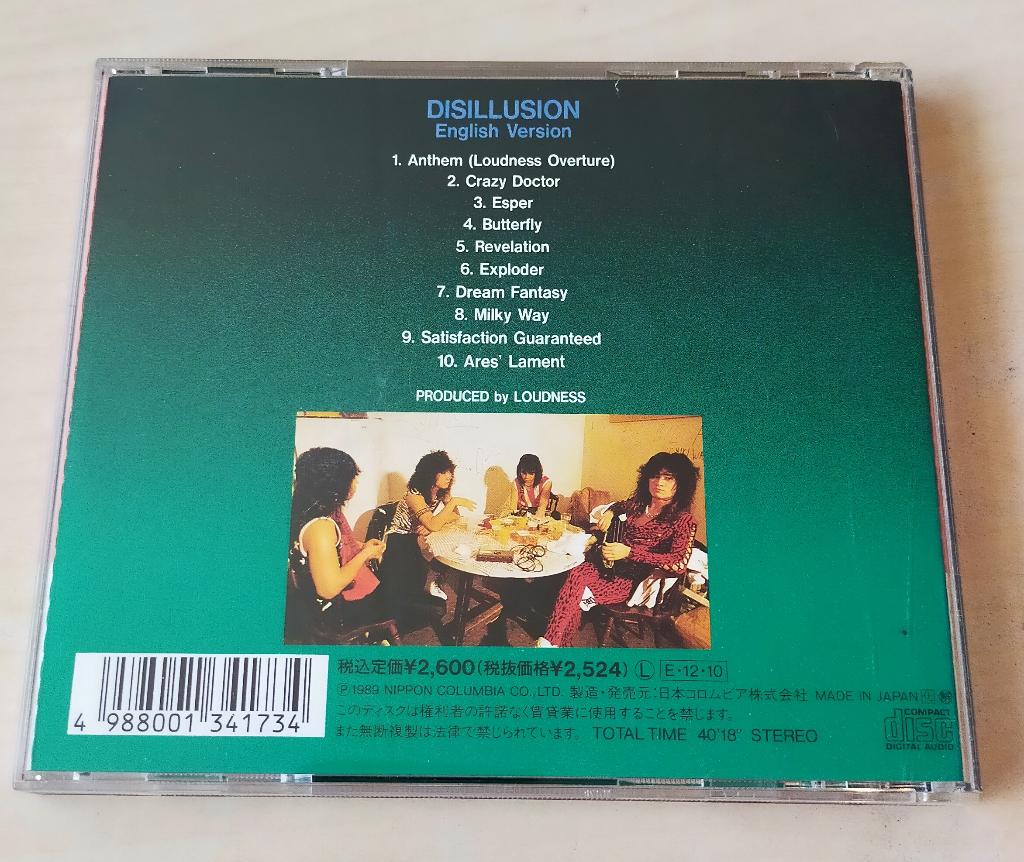 DISILLUSION
English Version
1. Anthem (Loudness Overture)
2. Crazy Doctor
3. Esper
4. Butterfly
5. Revelation
6. Exploder
7. Dream Fantasy
8. Milky Way
9. Satisfaction Guaranteed
10. Ares' Lament
PRODUCED by LOUDNESS
税込定価¥2,600(税抜価格¥2,524) Ⓛ E・12・10
Ⓟ1989 NIPPON COLUMBIA CO., LTD. 製造・発売元:日本コロムビア株式会社 MADE IN JAPAN
このディスクは権利者の許諾なく賃貸業に使用することを禁じます。
また無断複製は法律で禁じられています。 TOTAL TIME 40'18" STEREO
4 988001 341734
COMPACT
disc
DIGITAL AUDIO